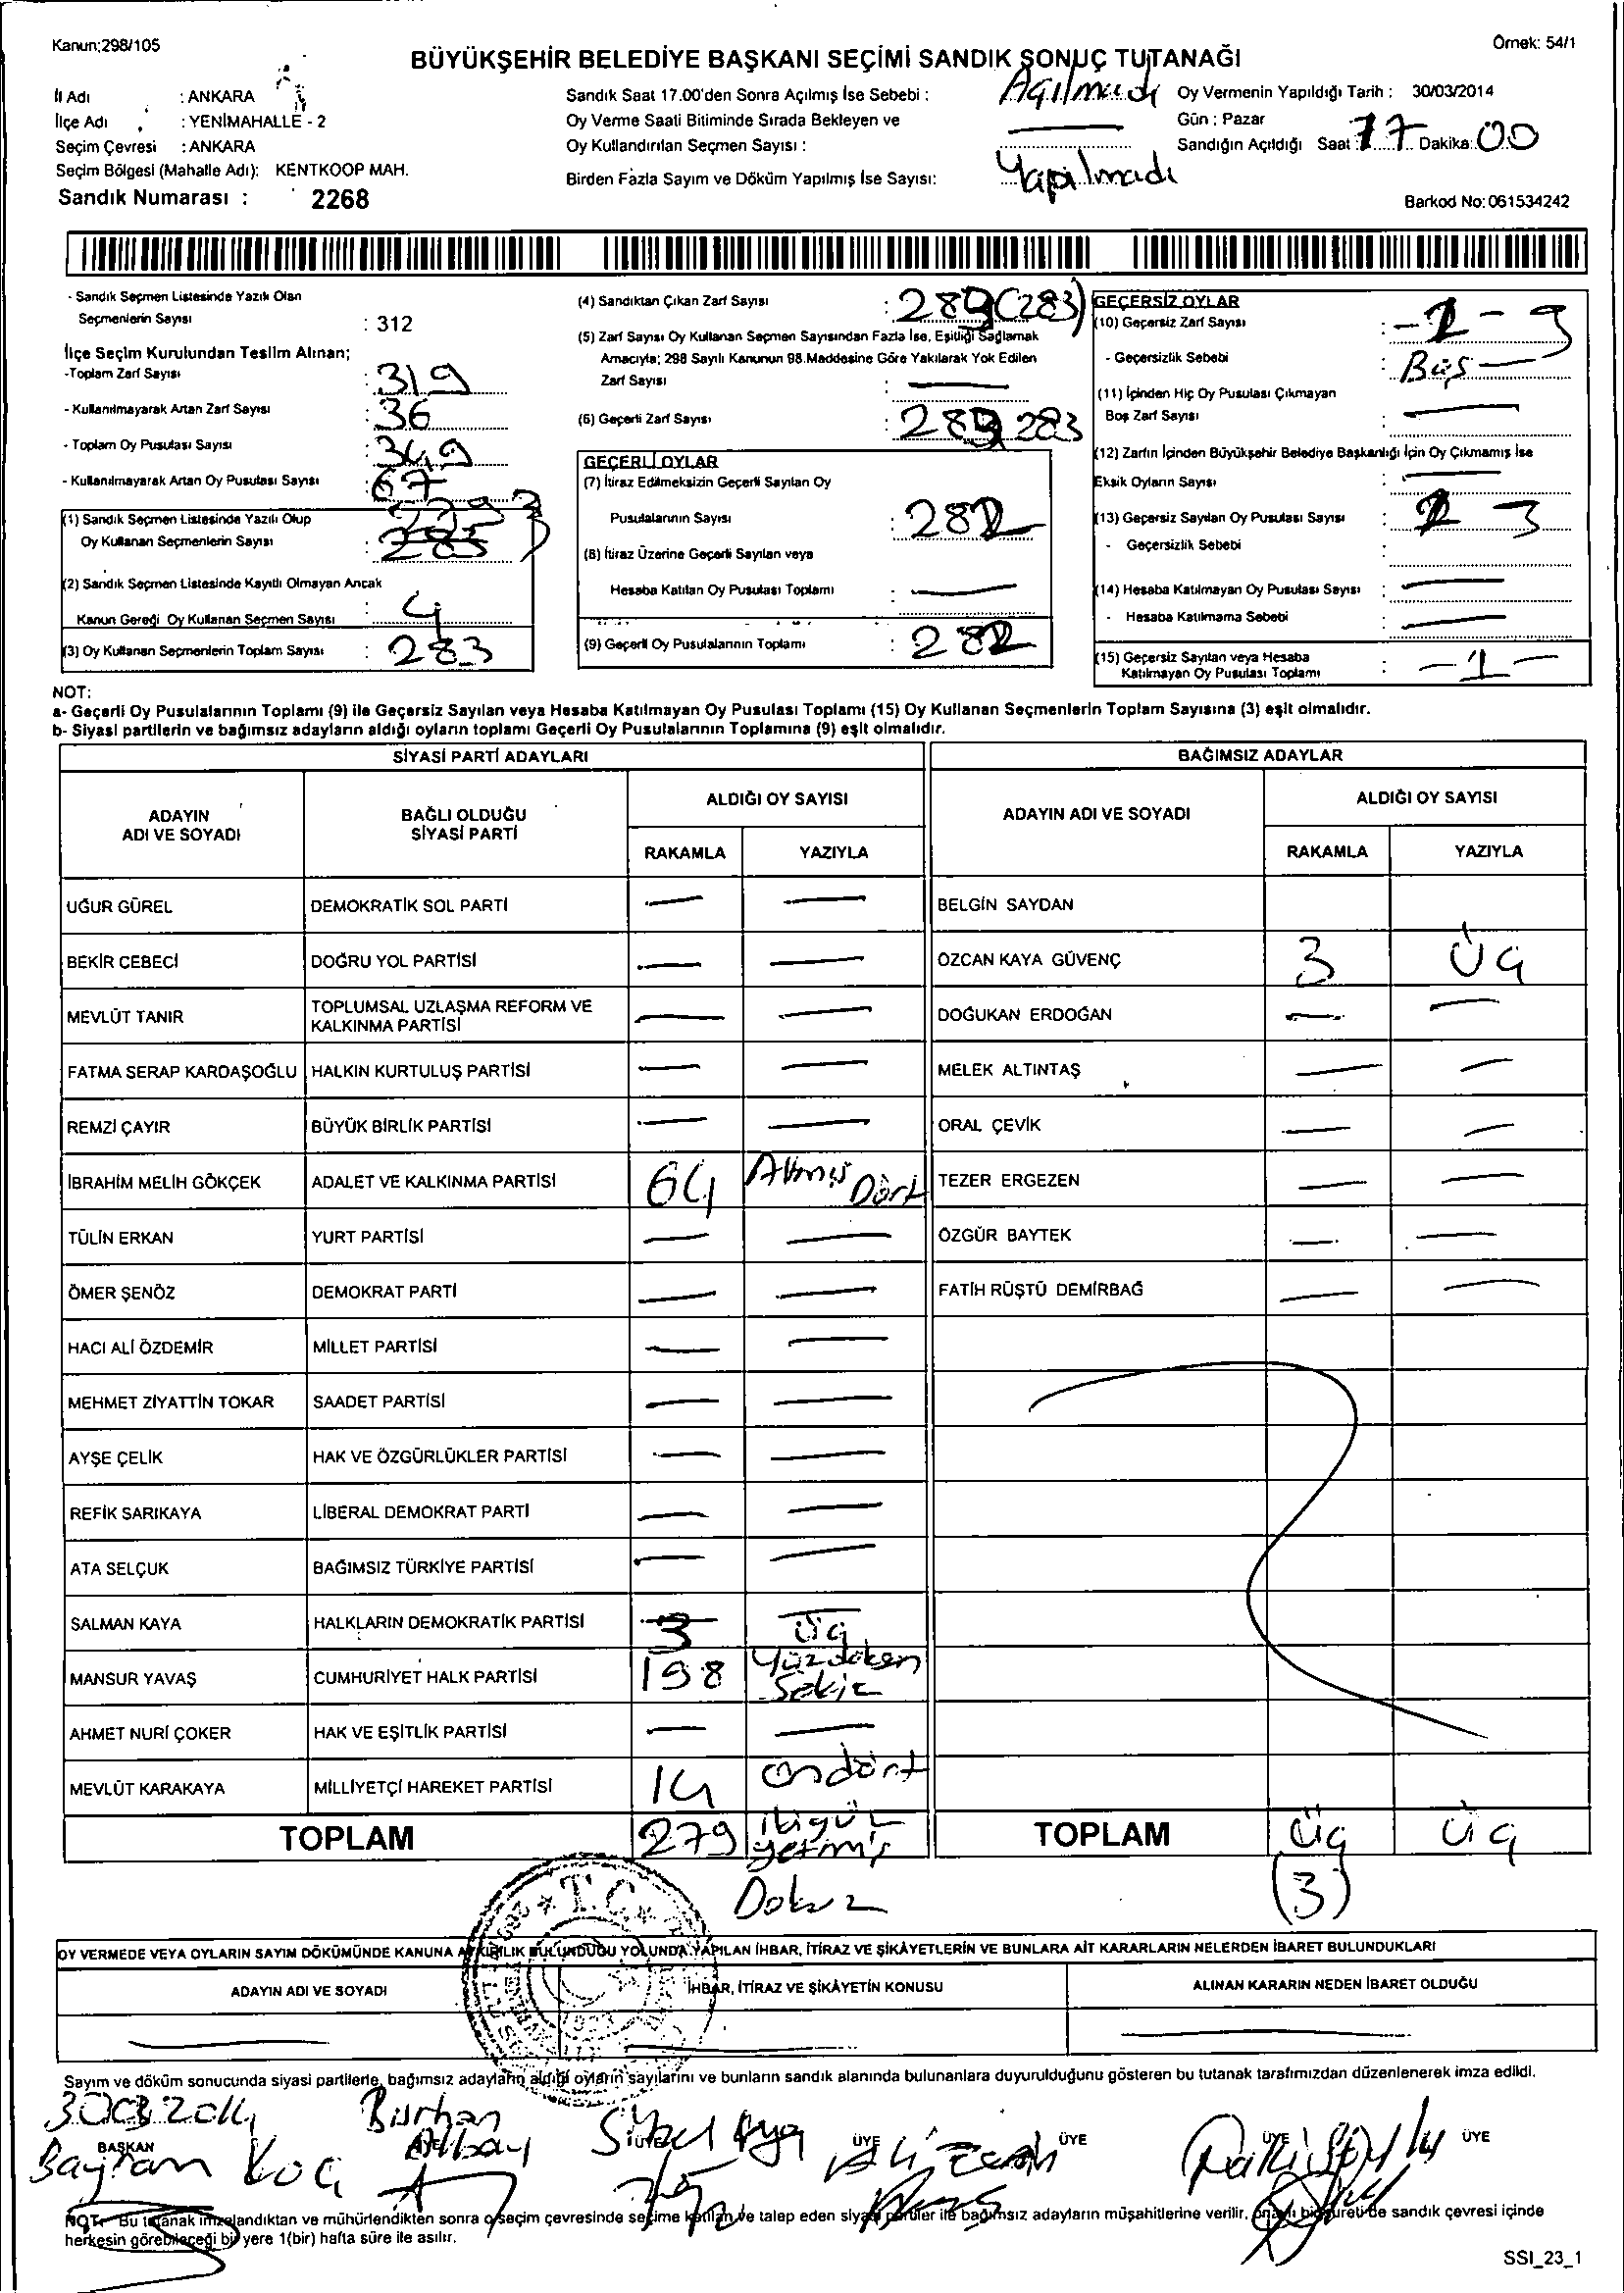 Kanun:298/105
Örnek: 54/1
BÜYÜKŞEHİR BELEDİYE BAŞKANI SEÇİMİ SANDIK SONUÇ TUTANAĞI
İl Adı : ANKARA
İlçe Adı : YENİMAHALLE - 2
Seçim Çevresi : ANKARA
Seçim Bölgesi (Mahalle Adı): KENTKOOP MAH.
Sandık Numarası : 2268
Sandık Saat 17.00'den Sonra Açılmış İse Sebebi : Açılmadı
Oy Verme Saati Bitiminde Sırada Bekleyen ve
Oy Kullandırılan Seçmen Sayısı :
Birden Fazla Sayım ve Döküm Yapılmış İse Sayısı: Yapılmadı
Oy Vermenin Yapıldığı Tarih : 30/03/2014
Gün : Pazar
Sandığın Açıldığı Saat : 17 Dakika: 00
Barkod No: 061534242
- Sandık Seçmen Listesinde Yazılı Olan
Seçmenlerin Sayısı : 312
İlçe Seçim Kurulundan Teslim Alınan;
-Toplam Zarf Sayısı : 319
- Kullanılmayarak Artan Zarf Sayısı : 36
- Toplam Oy Pusulası Sayısı : 349
- Kullanılmayarak Artan Oy Pusulası Sayısı : 67
(1) Sandık Seçmen Listesinde Yazılı Olup
Oy Kullanan Seçmenlerin Sayısı :
(2) Sandık Seçmen Listesinde Kayıtlı Olmayan Ancak
Kanun Gereği Oy Kullanan Seçmen Sayısı : 4
(3) Oy Kullanan Seçmenlerin Toplam Sayısı : 283
(4) Sandıktan Çıkan Zarf Sayısı : 289 (283)
(5) Zarf Sayısı Oy Kullanan Seçmen Sayısından Fazla İse, Eşitliği Sağlamak
Amacıyla; 298 Sayılı Kanunun 98.Maddesine Göre Yakılarak Yok Edilen
Zarf Sayısı :
(6) Geçerli Zarf Sayısı : 289 283
GEÇERLİ OYLAR
(7) İtiraz Edilmeksizin Geçerli Sayılan Oy
Pusulalarının Sayısı : 282
(8) İtiraz Üzerine Geçerli Sayılan veya
Hesaba Katılan Oy Pusulası Toplamı :
(9) Geçerli Oy Pusulalarının Toplamı : 282
GEÇERSİZ OYLAR
(10) Geçersiz Zarf Sayısı :
- Geçersizlik Sebebi : Boş
(11) İçinden Hiç Oy Pusulası Çıkmayan
Boş Zarf Sayısı :
(12) Zarfın İçinden Büyükşehir Belediye Başkanlığı İçin Oy Çıkmamış İse
Eksik Oyların Sayısı :
(13) Geçersiz Sayılan Oy Pusulası Sayısı : 3
- Geçersizlik Sebebi :
(14) Hesaba Katılmayan Oy Pusulası Sayısı :
- Hesaba Katılmama Sebebi :
(15) Geçersiz Sayılan veya Hesaba
Katılmayan Oy Pusulası Toplamı : - 1 -
NOT:
a- Geçerli Oy Pusulalarının Toplamı (9) ile Geçersiz Sayılan veya Hesaba Katılmayan Oy Pusulası Toplamı (15) Oy Kullanan Seçmenlerin Toplam Sayısına (3) eşit olmalıdır.
b- Siyasi partilerin ve bağımsız adayların aldığı oyların toplamı Geçerli Oy Pusulalarının Toplamına (9) eşit olmalıdır.
SİYASİ PARTİ ADAYLARI BAĞIMSIZ ADAYLAR
ADAYIN ADI VE SOYADI BAĞLI OLDUĞU SİYASİ PARTİ ALDIĞI OY SAYISI ADAYIN ADI VE SOYADI ALDIĞI OY SAYISI
RAKAMLA YAZIYLA RAKAMLA YAZIYLA
UĞUR GÜREL DEMOKRATİK SOL PARTİ — — BELGİN SAYDAN
BEKİR CEBECİ DOĞRU YOL PARTİSİ — — ÖZCAN KAYA GÜVENÇ 3 Üç
MEVLÜT TANIR TOPLUMSAL UZLAŞMA REFORM VE KALKINMA PARTİSİ — — DOĞUKAN ERDOĞAN — —
FATMA SERAP KARDAŞOĞLU HALKIN KURTULUŞ PARTİSİ — — MELEK ALTINTAŞ — —
REMZİ ÇAYIR BÜYÜK BİRLİK PARTİSİ — — ORAL ÇEVİK — —
İBRAHİM MELİH GÖKÇEK ADALET VE KALKINMA PARTİSİ 64 Altmış Dört TEZER ERGEZEN — —
TÜLİN ERKAN YURT PARTİSİ — — ÖZGÜR BAYTEK — —
ÖMER ŞENÖZ DEMOKRAT PARTİ — — FATİH RÜŞTÜ DEMİRBAĞ — —
HACI ALİ ÖZDEMİR MİLLET PARTİSİ — —
MEHMET ZİYATTİN TOKAR SAADET PARTİSİ — —
AYŞE ÇELİK HAK VE ÖZGÜRLÜKLER PARTİSİ — —
REFİK SARIKAYA LİBERAL DEMOKRAT PARTİ — —
ATA SELÇUK BAĞIMSIZ TÜRKİYE PARTİSİ — —
SALMAN KAYA HALKLARIN DEMOKRATİK PARTİSİ 3 Üç
MANSUR YAVAŞ CUMHURİYET HALK PARTİSİ 198 Yüzdoksen Sekiz
AHMET NURİ ÇOKER HAK VE EŞİTLİK PARTİSİ — —
MEVLÜT KARAKAYA MİLLİYETÇİ HAREKET PARTİSİ 14 ondört
TOPLAM 279 ikiyüz yetmiş Dokuz TOPLAM Üç (3) Üç
T.C.
OY VERMEDE VEYA OYLARIN SAYIM DÖKÜMÜNDE KANUNA AYKIRILIK BULUNDUĞU YOLUNDA YAPILAN İHBAR, İTİRAZ VE ŞİKÂYETLERİN VE BUNLARA AİT KARARLARIN NELERDEN İBARET BULUNDUKLARI
ADAYIN ADI VE SOYADI İHBAR, İTİRAZ VE ŞİKÂYETİN KONUSU ALINAN KARARIN NEDEN İBARET OLDUĞU
Sayım ve döküm sonucunda siyasi partilerle, bağımsız adayların aldığı oyların sayılarını ve bunların sandık alanında bulunanlara duyurulduğunu gösteren bu tutanak tarafımızdan düzenlenerek imza edildi.
30.03.2014 Burhan
BAŞKAN ÜYE ÜYE ÜYE ÜYE ÜYE
Bayram Koç Albay
NOT: Bu tutanak imzalandıktan ve mühürlendikten sonra o seçim çevresinde seçime katılan ve talep eden siyasi partiler ile bağımsız adayların müşahitlerine verilir, onaylı bir sureti de sandık çevresi içinde
herkesin görebileceği bir yere 1(bir) hafta süre ile asılır.
SSI_23_1